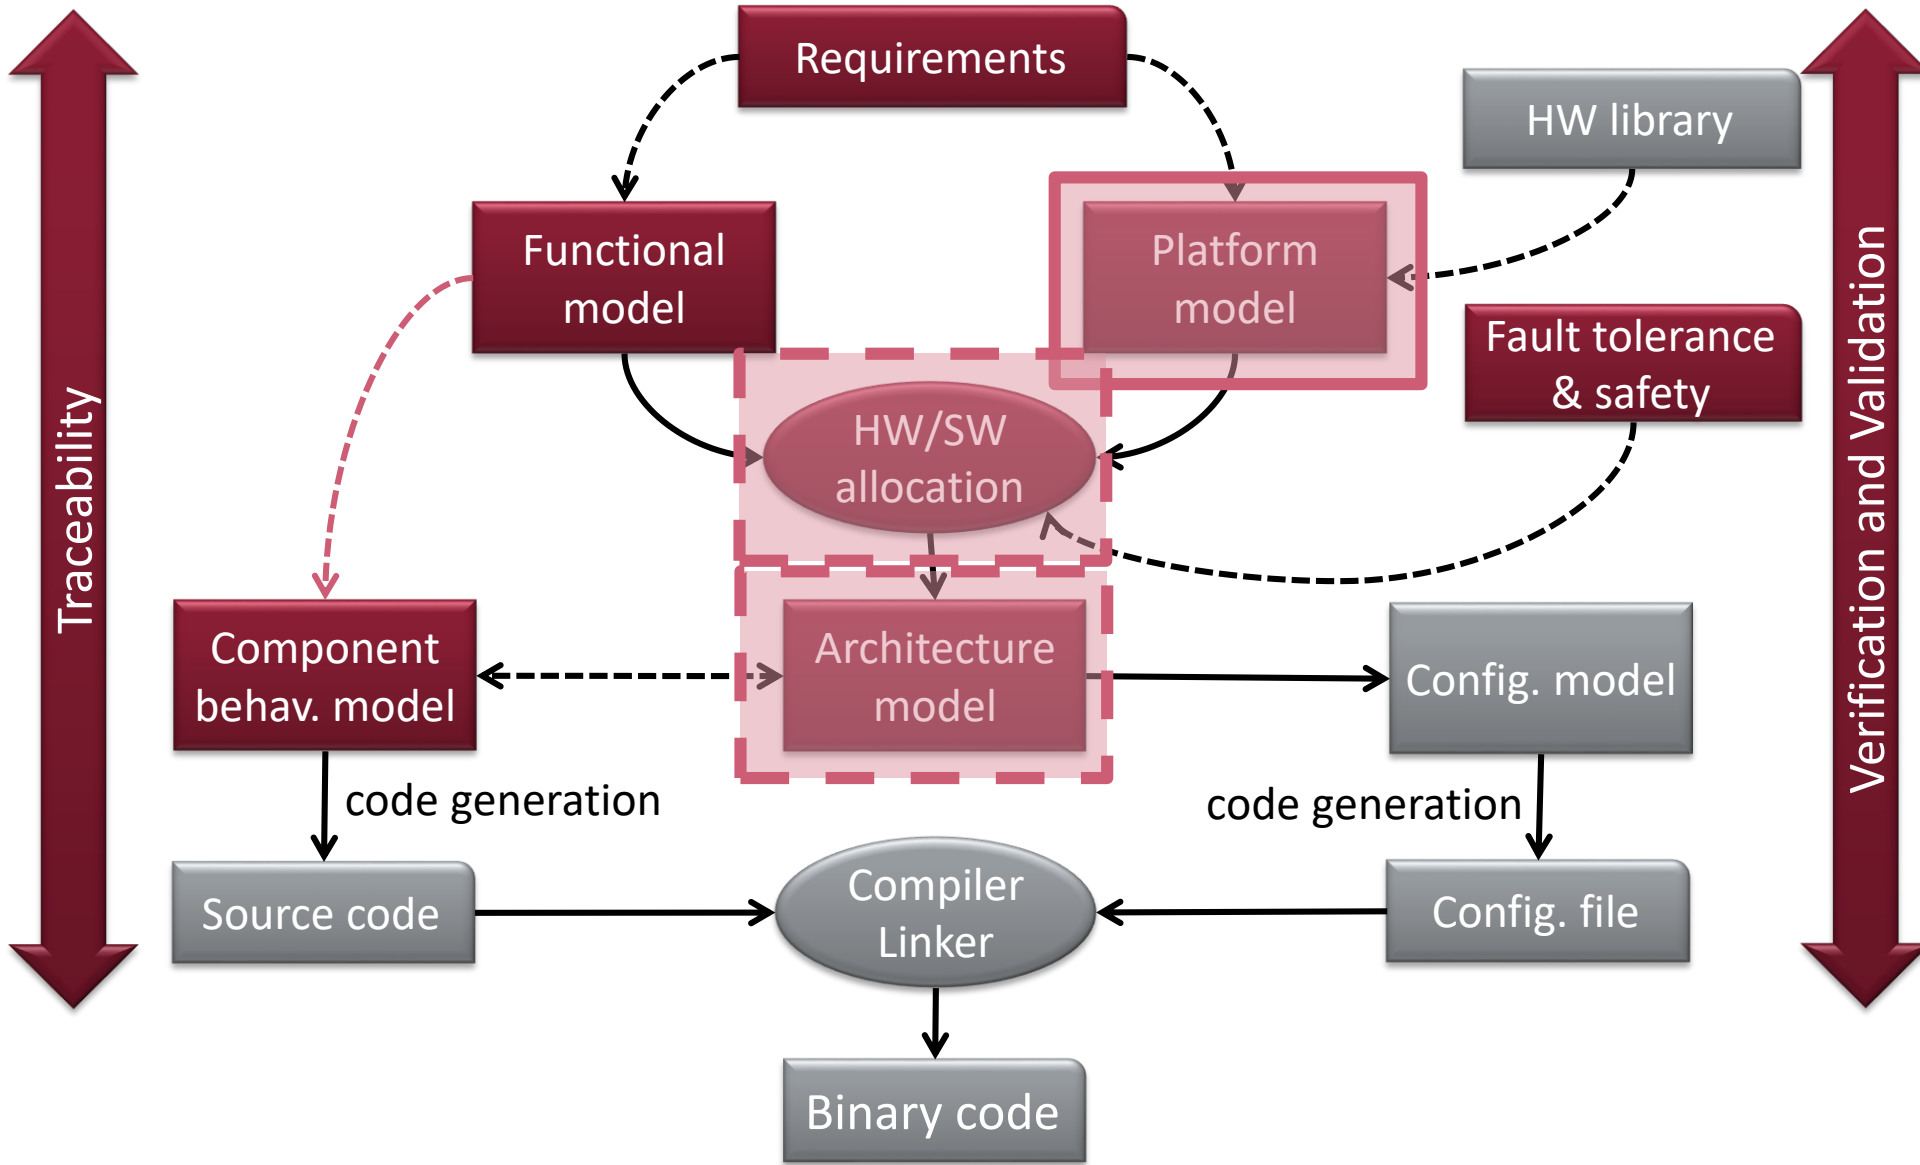 Requirements
HW library
Functional
model
Platform
model
Fault tolerance
& safety
HW/SW
allocation
Traceability
Verification and Validation
Component
behav. model
Architecture
model
Config. model
code generation
code generation
Source code
Compiler
Linker
Config. file
Binary code